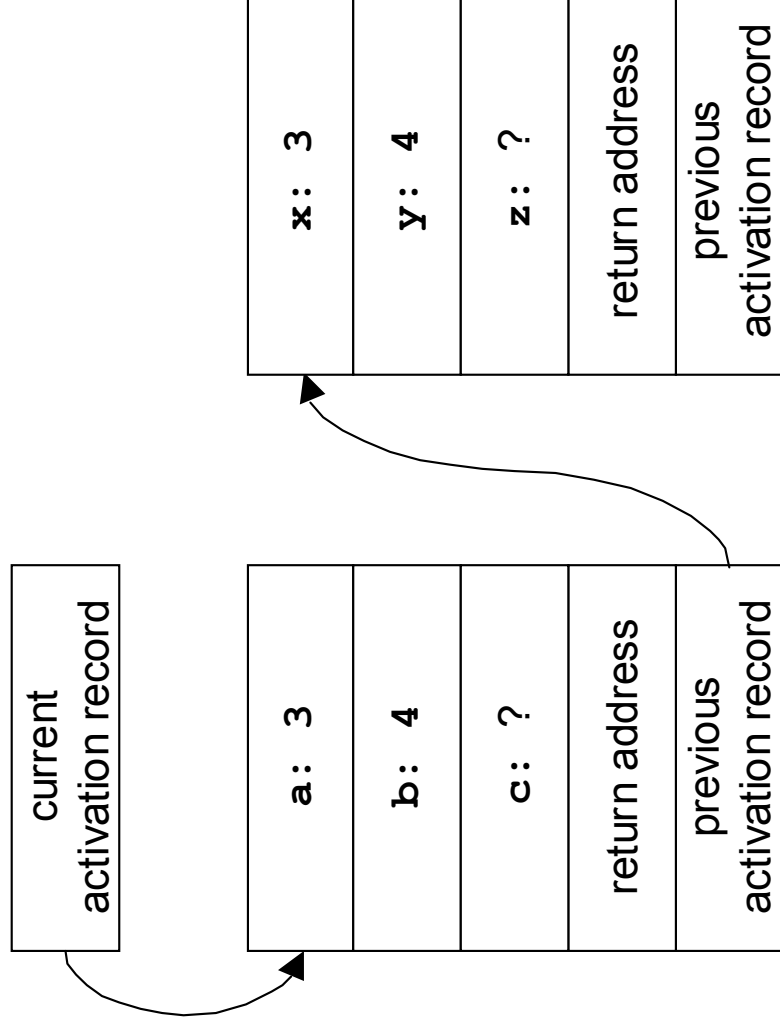 current
activation record
a: 3
b: 4
c: ?
return address
previous
activation record
x: 3
y: 4
z: ?
return address
previous
activation record